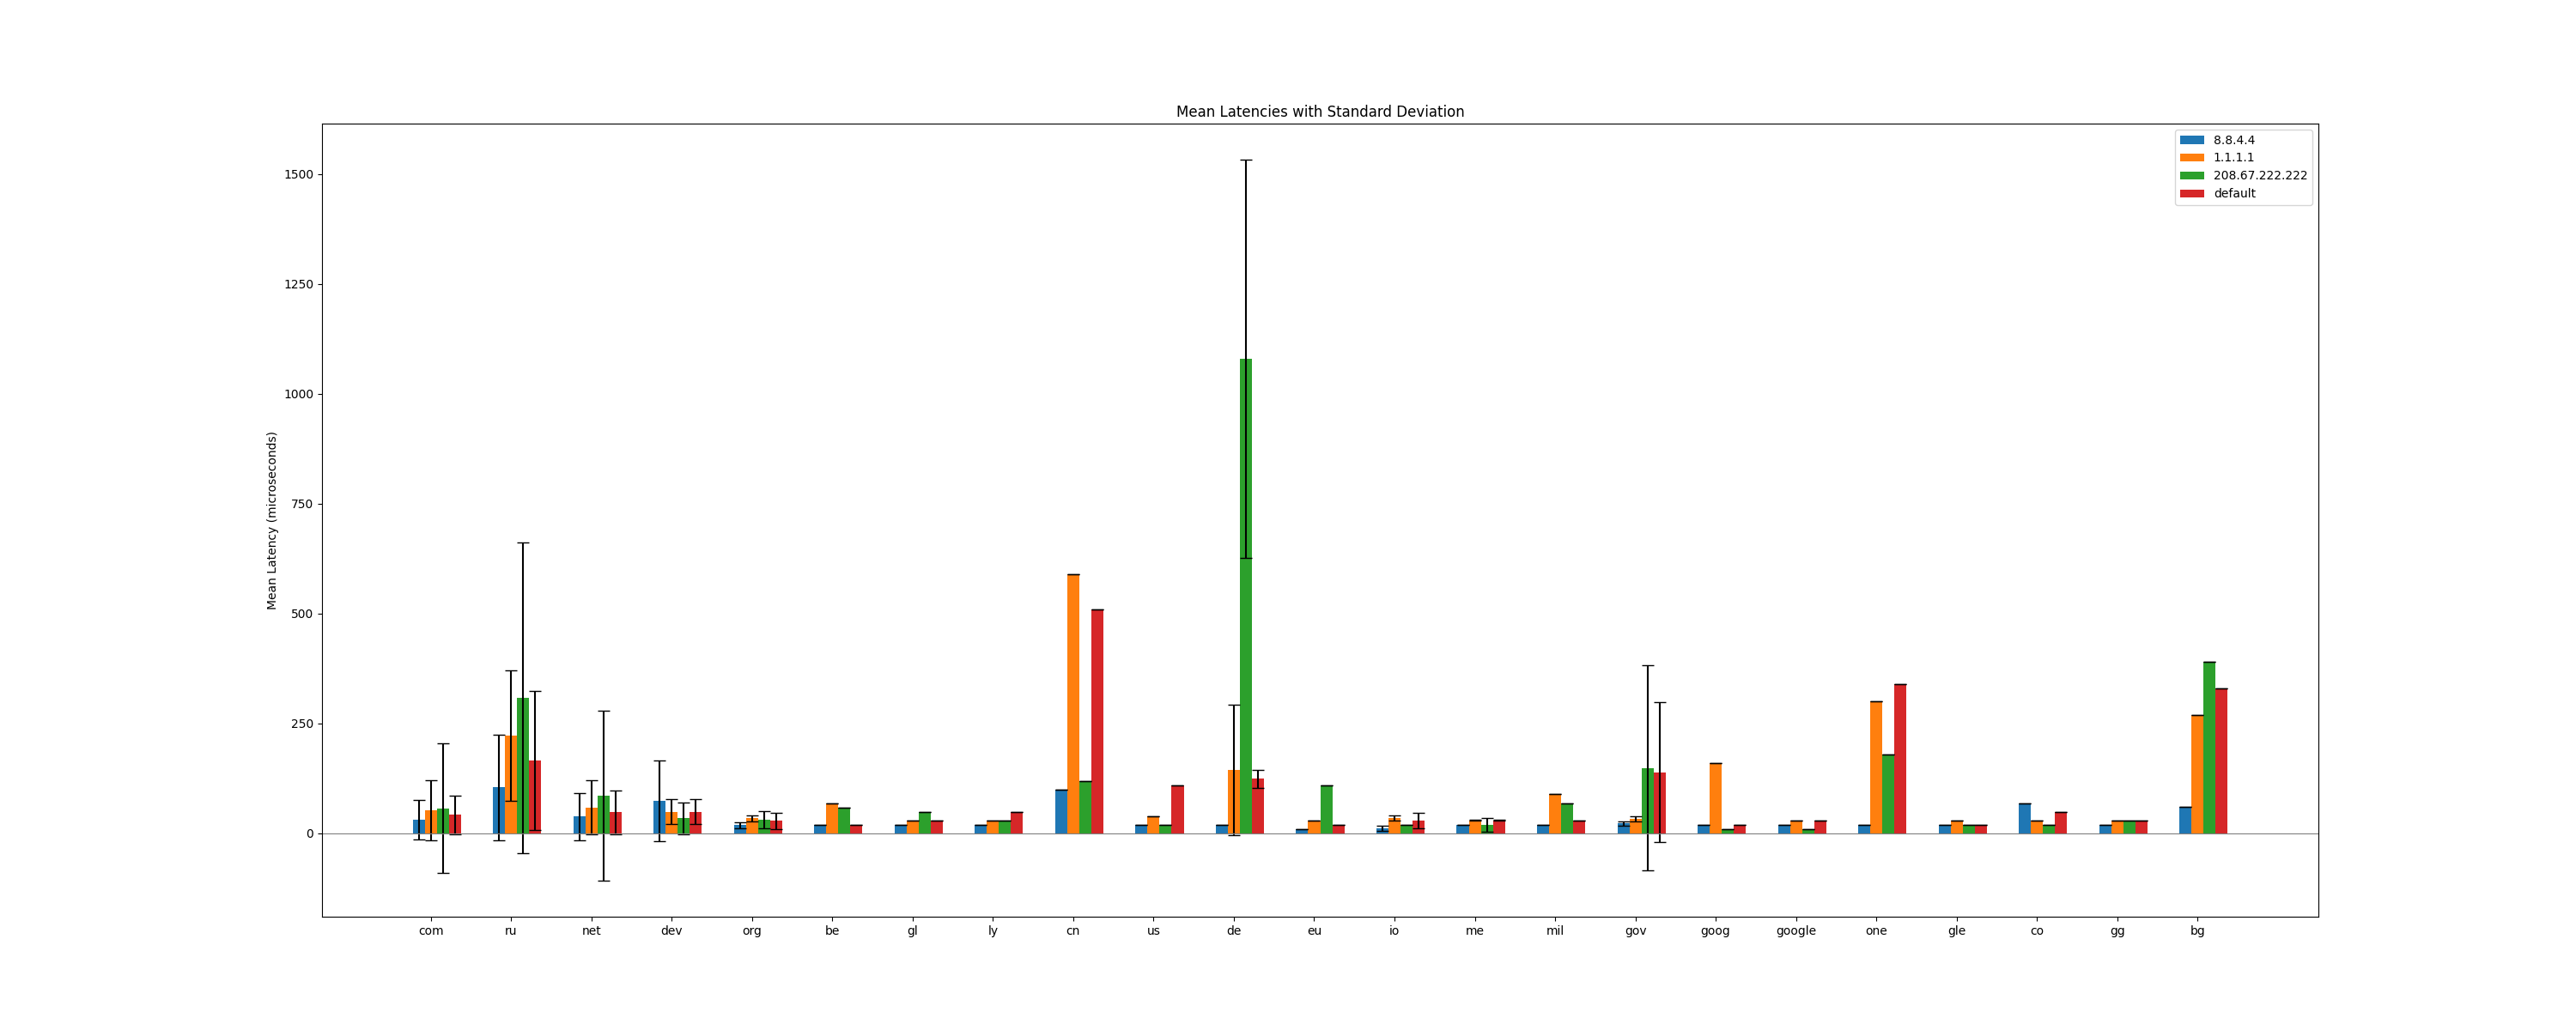 Mean Latencies with Standard Deviation
8.8.4.4
1.1.1.1
208.67.222.222
default
1500
1250
1000
750
500
250
0
Mean Latency (microseconds)
com ru net dev org be gl ly cn us de eu io me mil gov goog google one gle co gg bg